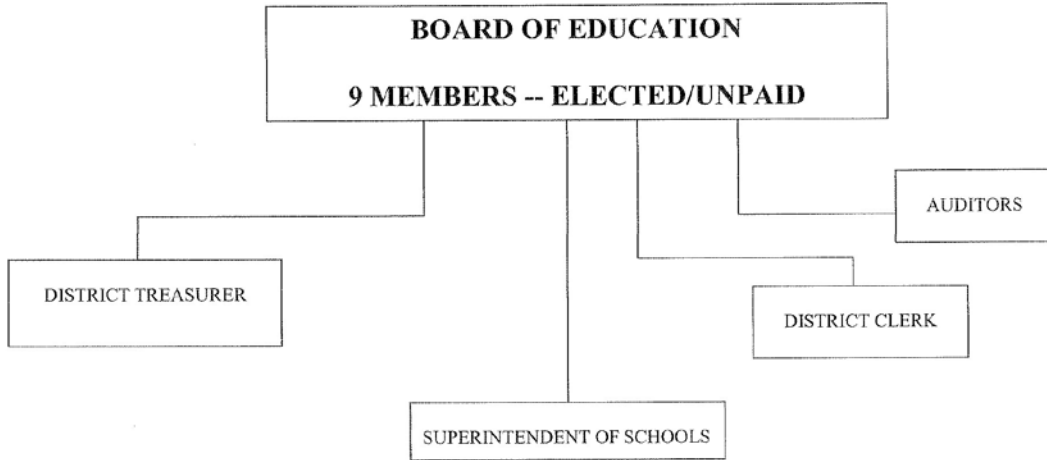 BOARD OF EDUCATION
9 MEMBERS -- ELECTED/UNPAID
AUDITORS
DISTRICT TREASURER
DISTRICT CLERK
SUPERINTENDENT OF SCHOOLS